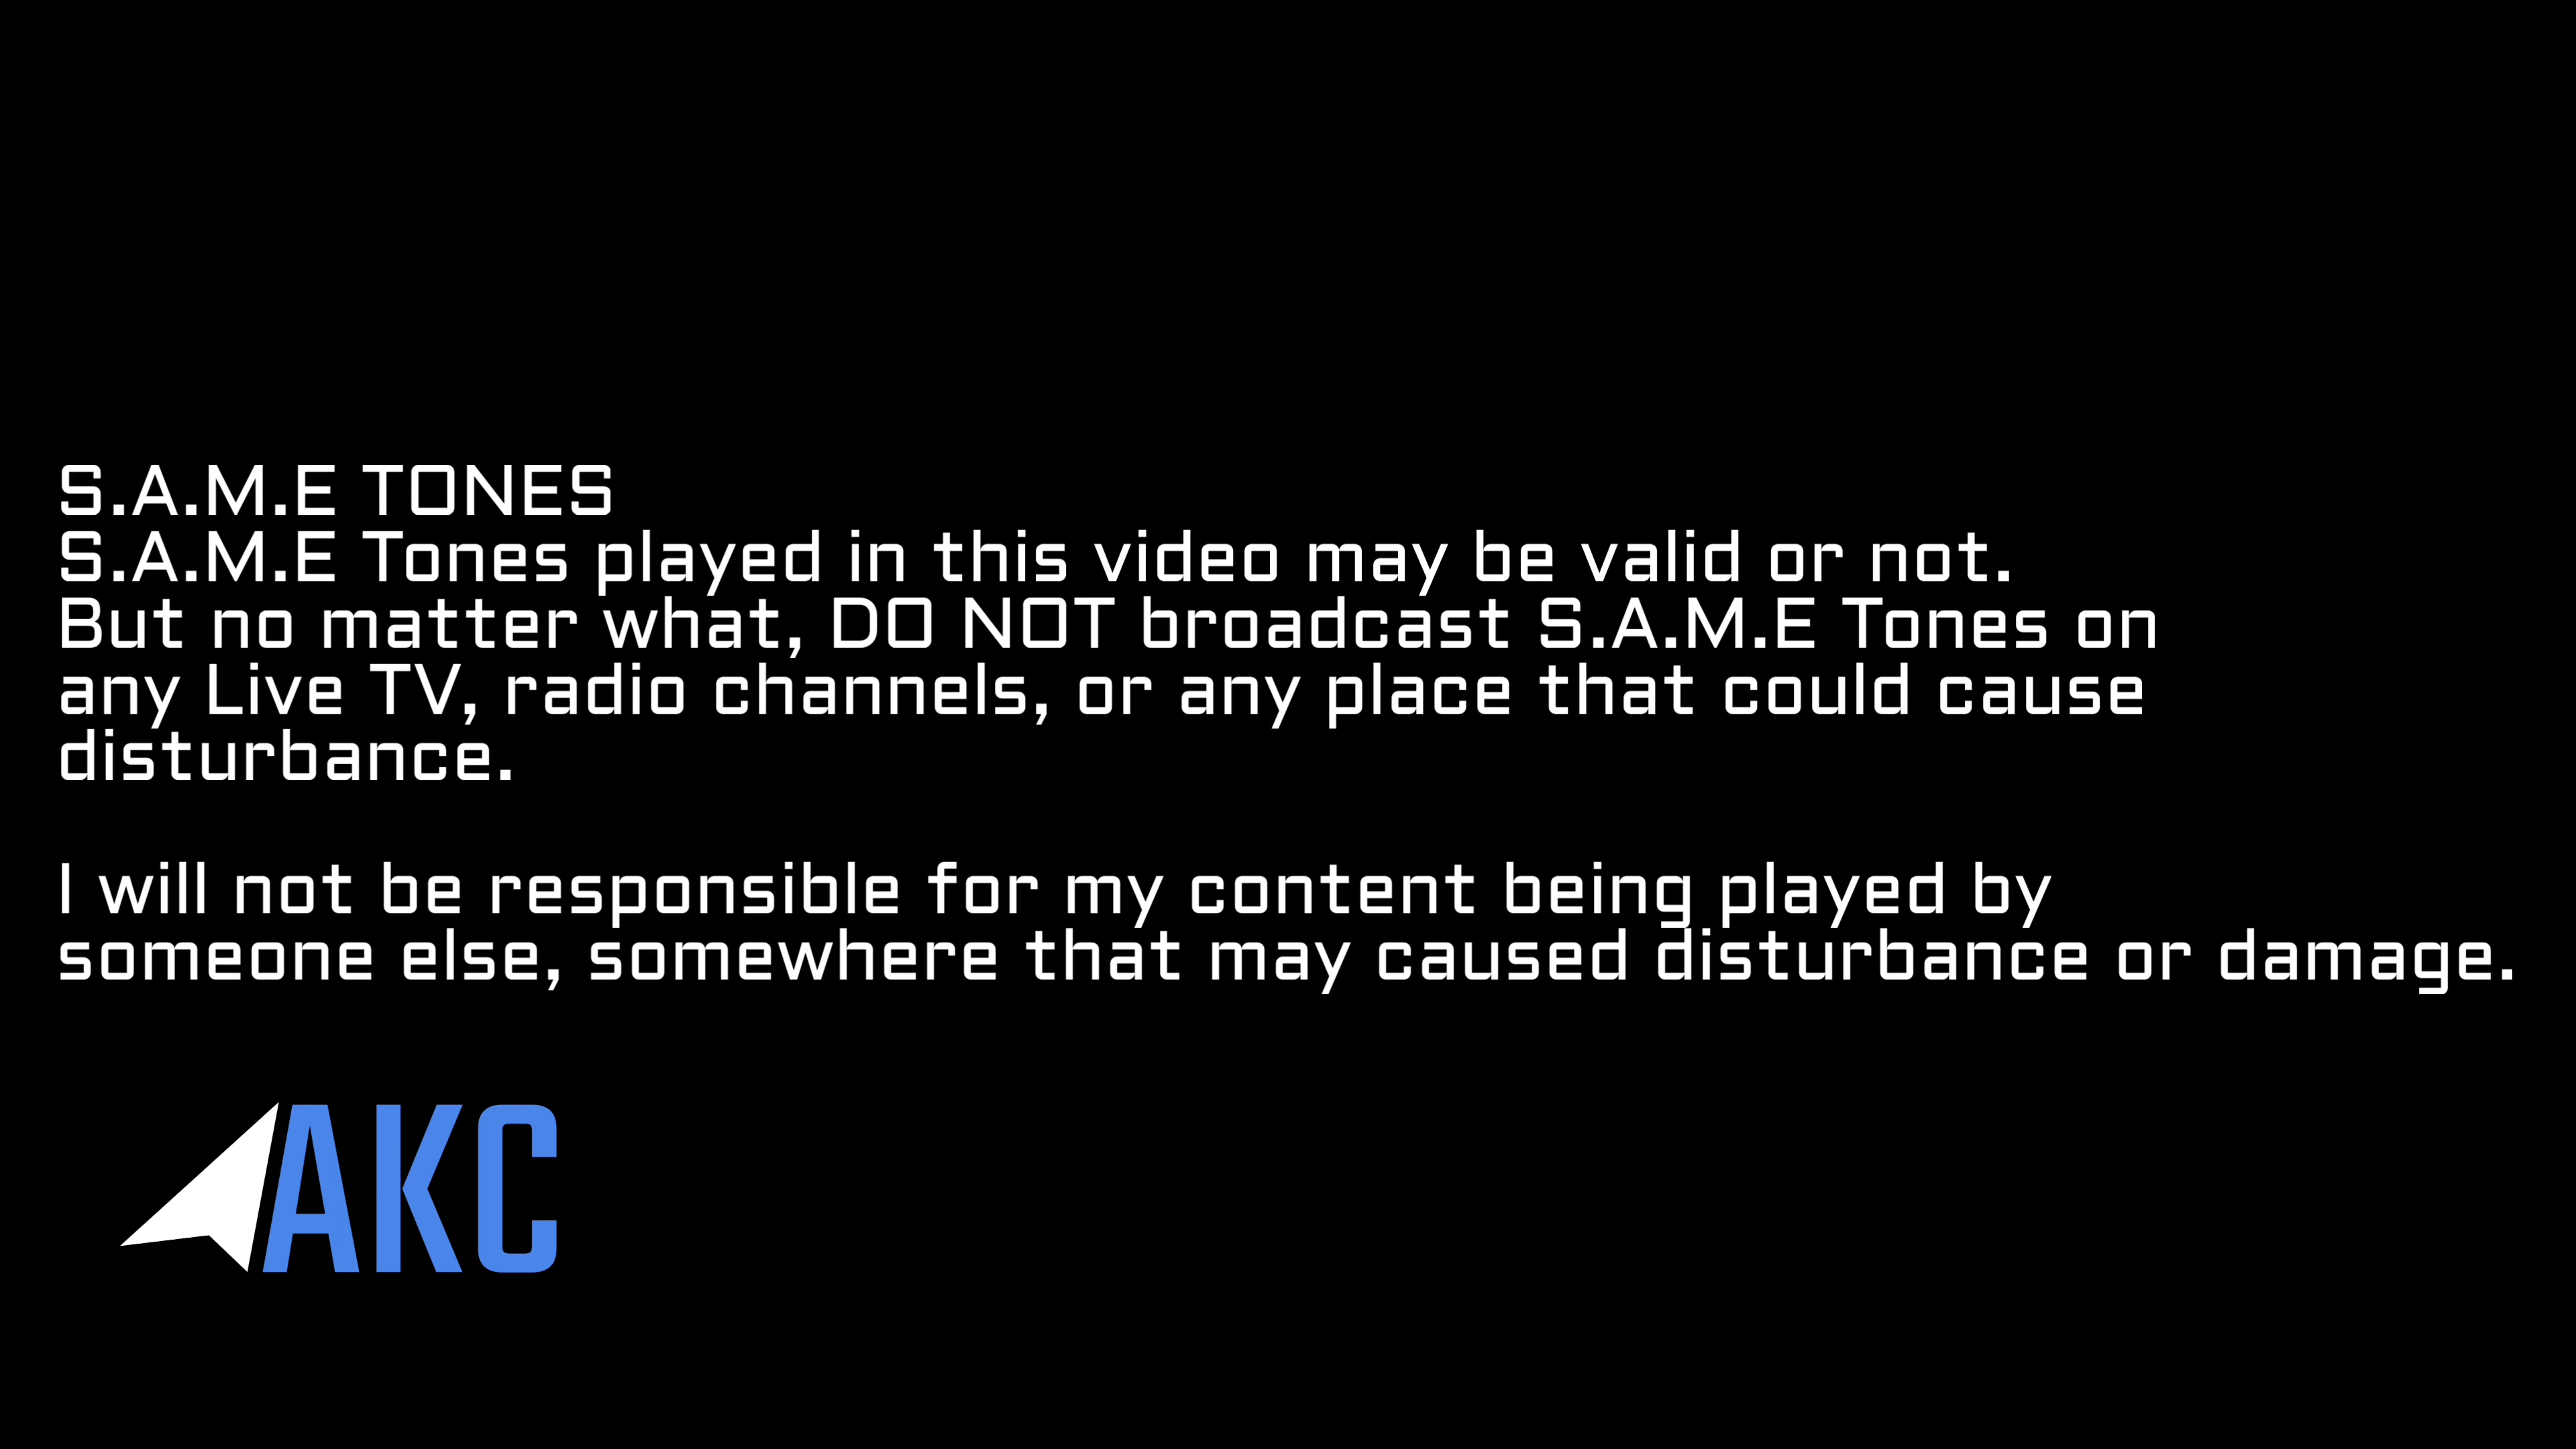 S.A.M.E TONES
S.A.M.E Tones played in this video may be valid or not.
But no matter what, DO NOT broadcast S.A.M.E Tones on
any Live TV, radio channels, or any place that could cause
disturbance.
I will not be responsible for my content being played by
someone else, somewhere that may caused disturbance or damage.
AKC